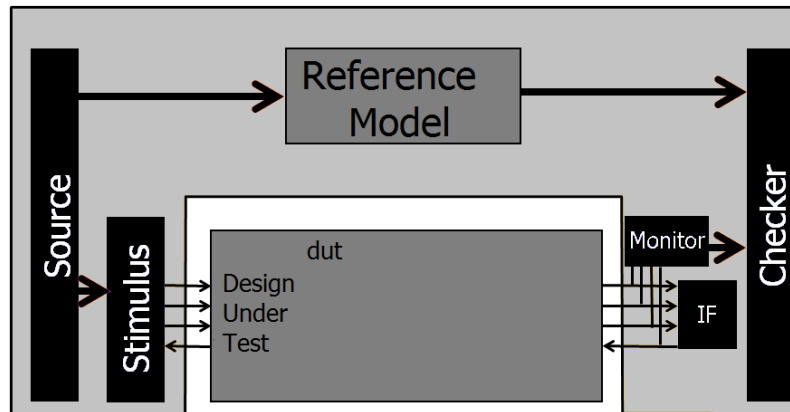 Reference
Model
Source
Stimulus
dut
Design
Under
Test
Monitor
IF
Checker